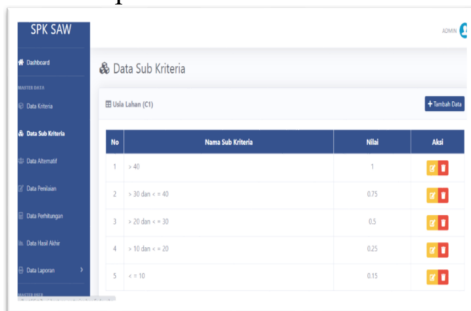 SPK SAW
ADMIN
Dashboard
Data Sub Kriteria
MASTER DATA
Data Kriteria
Usia Lahan (C1)
+ Tambah Data
Data Sub Kriteria
No Nama Sub Kriteria Nilai Aksi
Data Alternatif
1 > 40 1
Data Penilaian
2 > 30 dan < = 40 0.75
Data Perhitungan
3 > 20 dan < = 30 0.5
Data Hasil Akhir
4 > 10 dan < = 20 0.25
Data Laporan >
5 < = 10 0.15